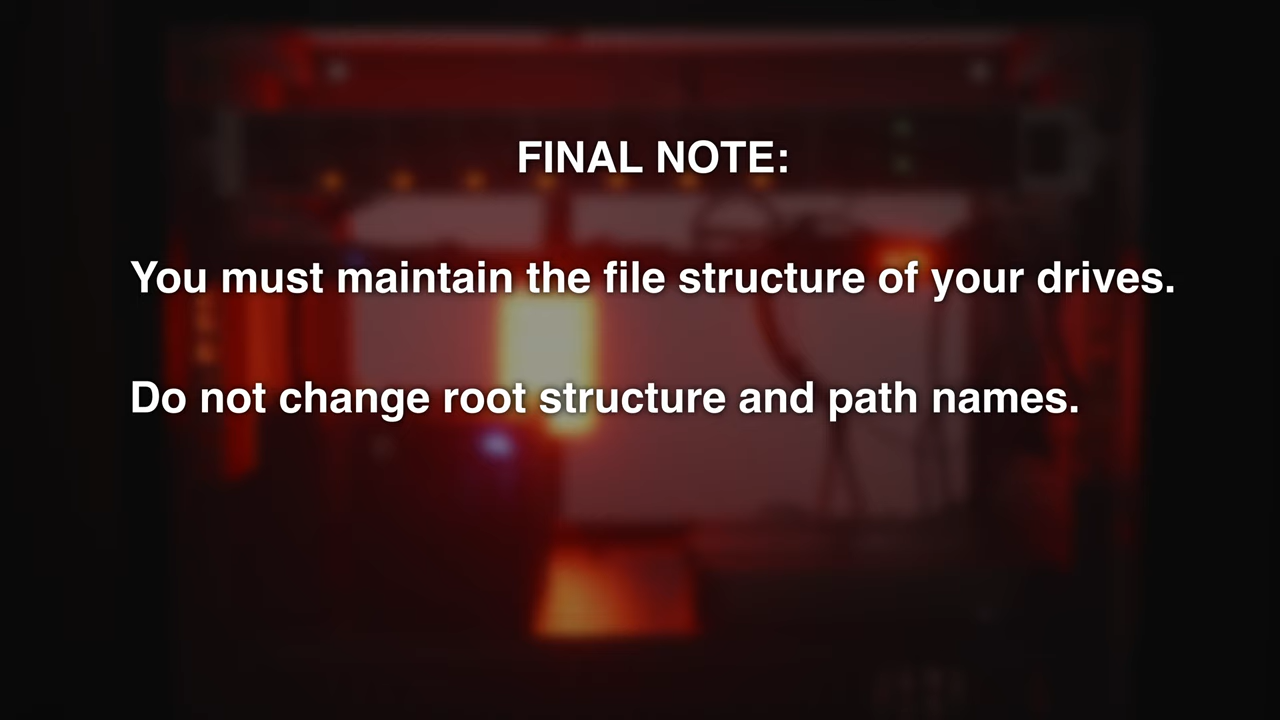 FINAL NOTE:
You must maintain the file structure of your drives.
Do not change root structure and path names.